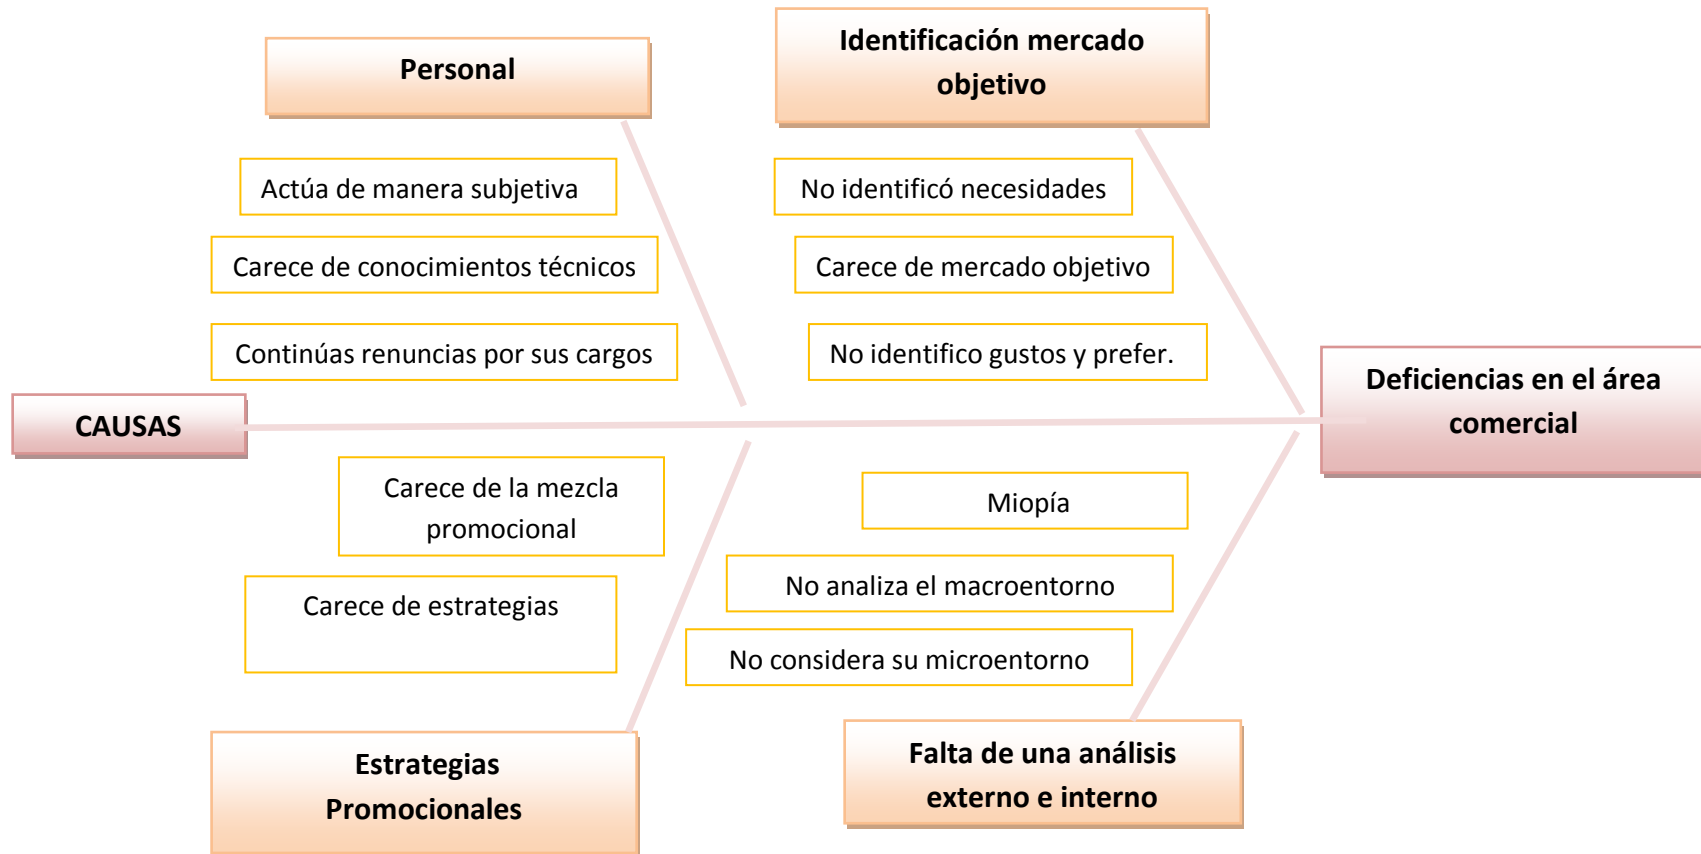 Personal
Identificación mercado
objetivo
Actúa de manera subjetiva
No identificó necesidades
Carece de conocimientos técnicos
Carece de mercado objetivo
Continúas renuncias por sus cargos
No identifico gustos y prefer.
Deficiencias en el área
comercial
CAUSAS
Carece de la mezcla
promocional
Miopía
No analiza el macroentorno
Carece de estrategias
No considera su microentorno
Estrategias
Promocionales
Falta de una análisis
externo e interno